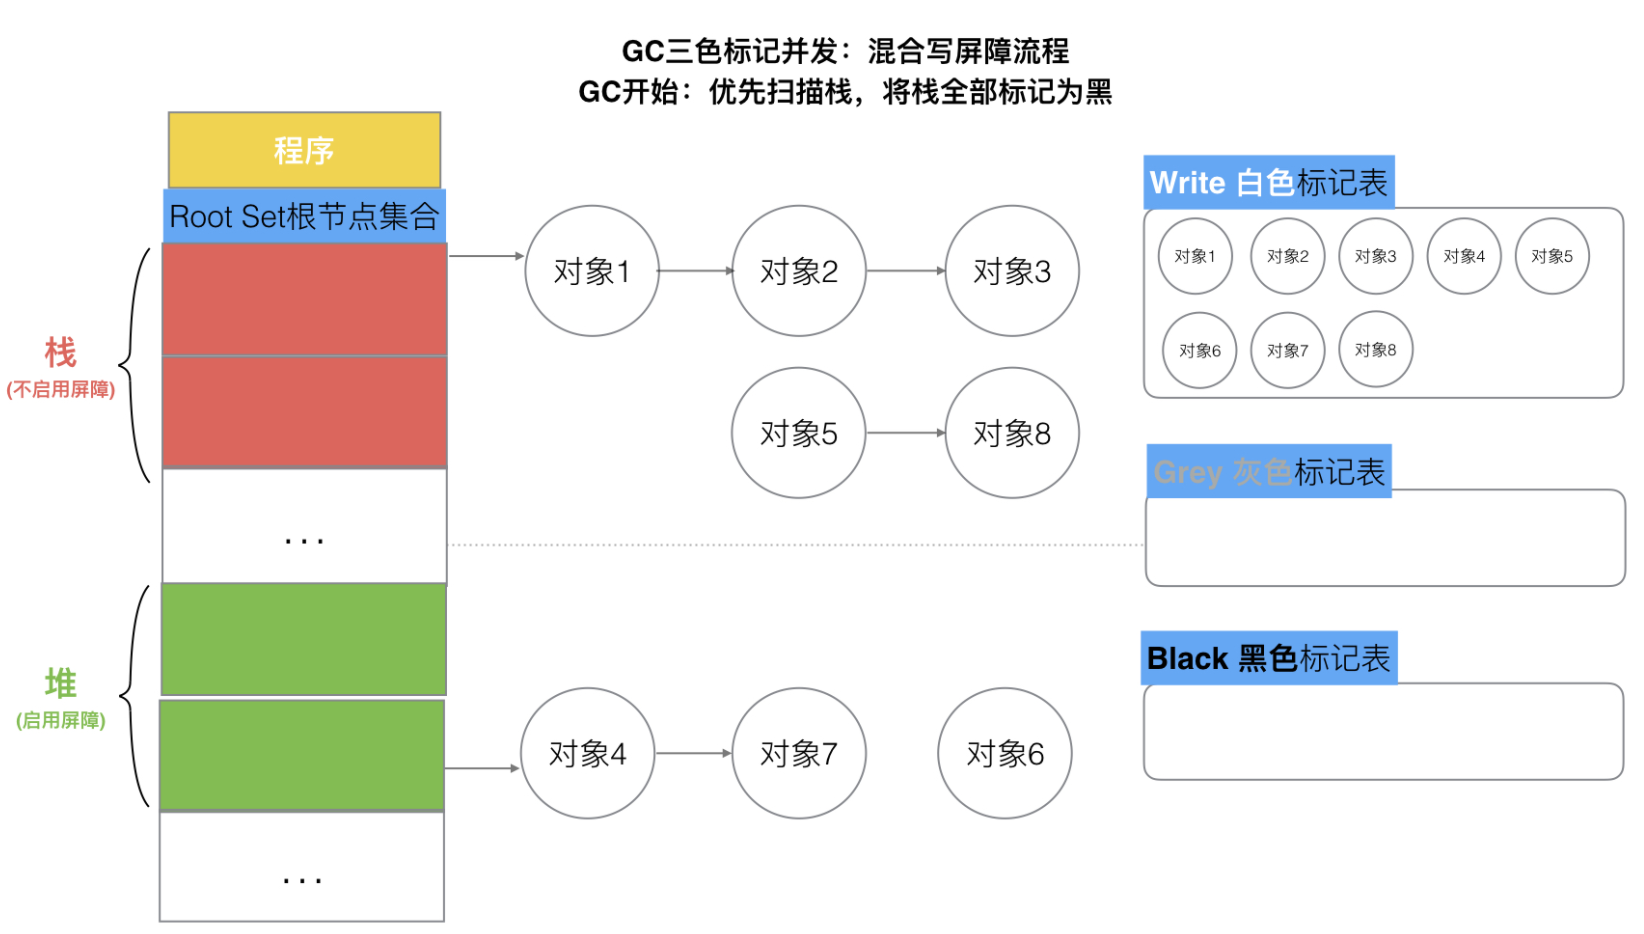 GC三色标记并发：混合写屏障流程
GC开始：优先扫描栈，将栈全部标记为黑
程序
Root Set根节点集合
栈
(不启用屏障)
...
堆
(启用屏障)
...
对象1
对象2
对象3
对象5
对象8
对象4
对象7
对象6
Write 白色标记表
对象1 对象2 对象3 对象4 对象5
对象6 对象7 对象8
Grey 灰色标记表
Black 黑色标记表